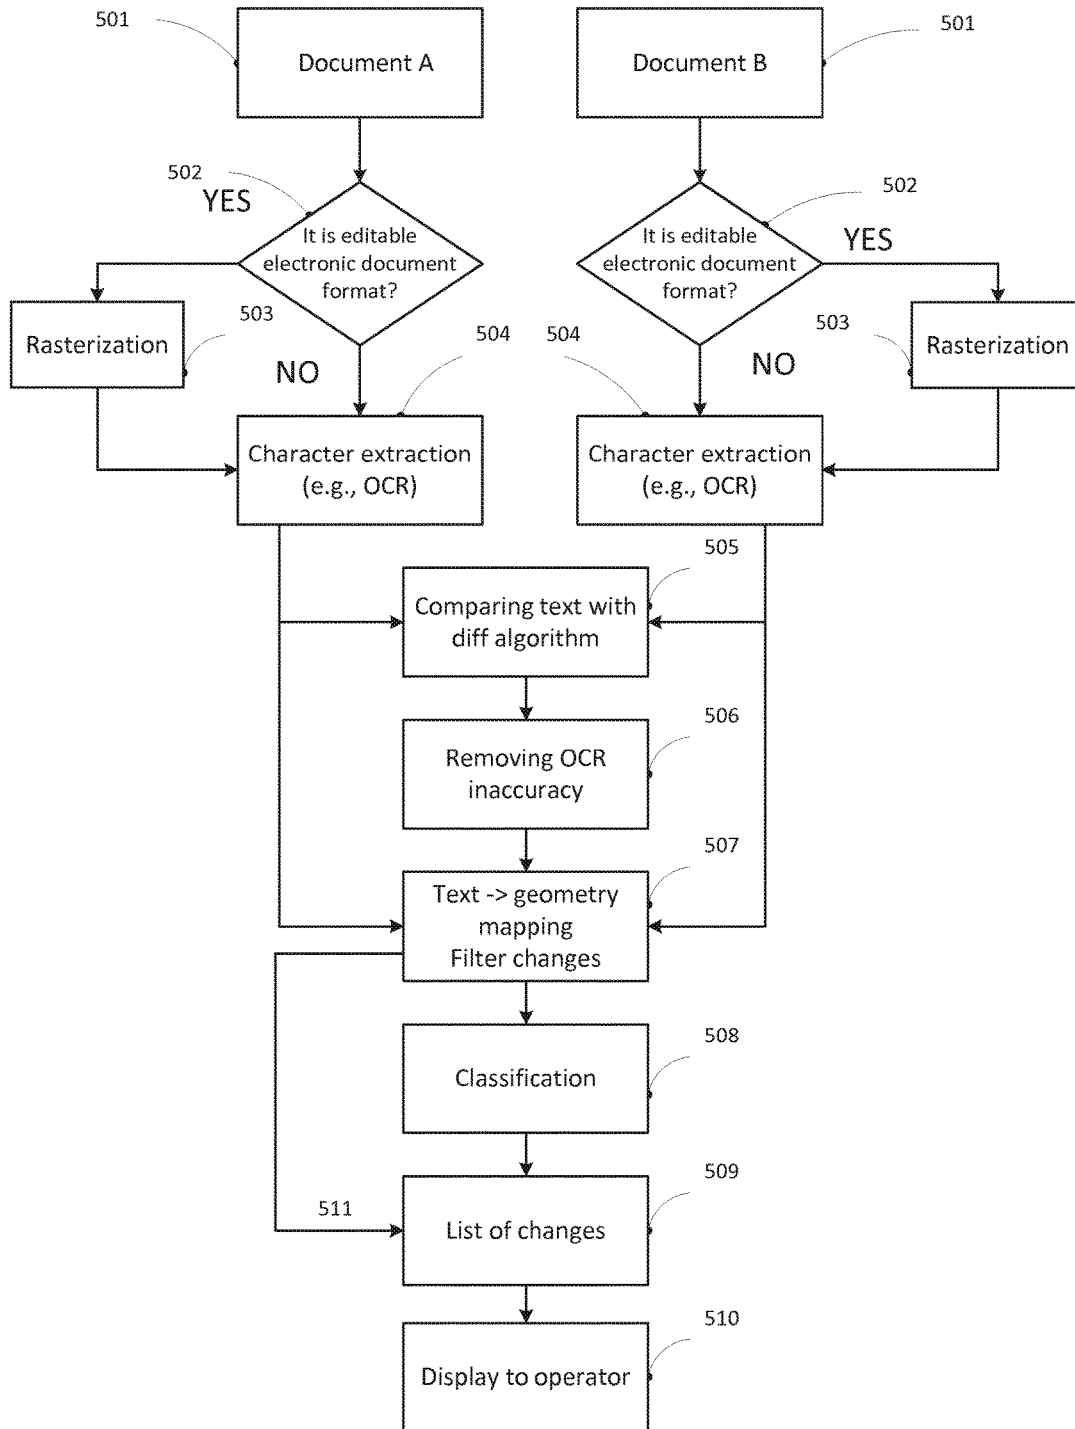 501
Document A
Document B
501
502
YES
It is editable
electronic document
format?
502
YES
It is editable
electronic document
format?
Rasterization
503
NO
504
504
NO
503
Rasterization
Character extraction
(e.g., OCR)
Character extraction
(e.g., OCR)
505
Comparing text with
diff algorithm
506
Removing OCR
inaccuracy
507
Text -> geometry
mapping
Filter changes
508
Classification
509
511
List of changes
510
Display to operator